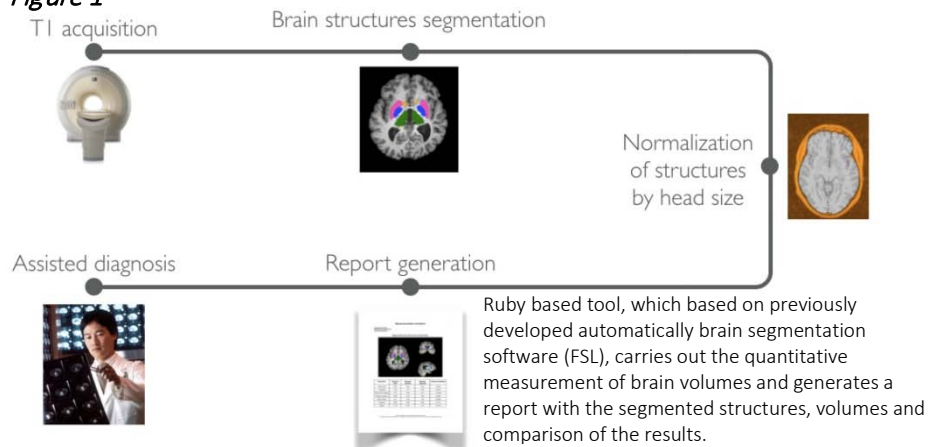 Figure 1
T1 acquisition
Brain structures segmentation
Normalization
of structures
by head size
Assisted diagnosis
Report generation
Ruby based tool, which based on previously
developed automatically brain segmentation
software (FSL), carries out the quantitative
measurement of brain volumes and generates a
report with the segmented structures, volumes and
comparison of the results.